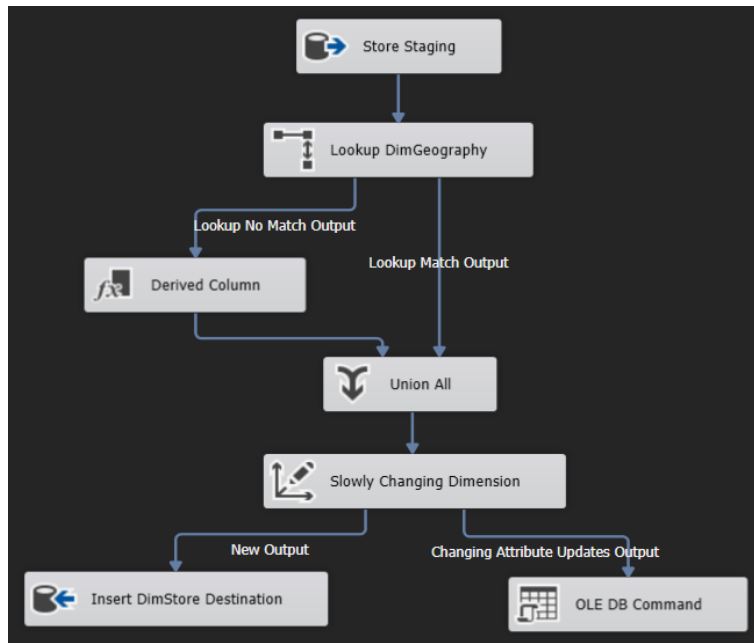 Store Staging
Lookup DimGeography
Lookup No Match Output
Lookup Match Output
fx
Derived Column
Union All
Slowly Changing Dimension
New Output
Changing Attribute Updates Output
Insert DimStore Destination
OLE DB Command